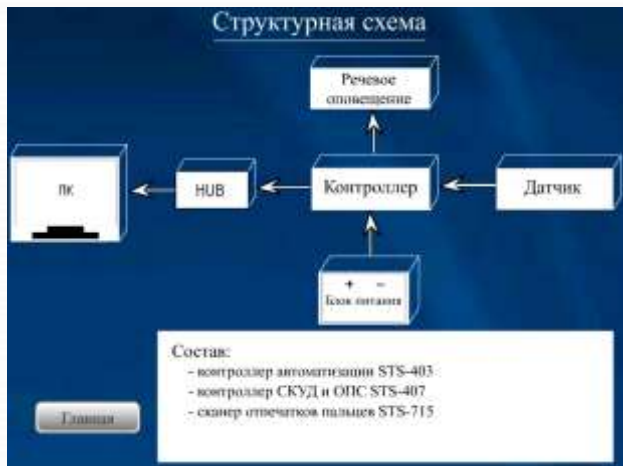 Структурная схема
Речевое
оповещение
ПК
HUB
Контроллер
Датчик
+ −
Блок питания
Состав:
- контроллер автоматизации STS-403
- контроллер СКУД и ОПС STS-407
- сканер отпечатков пальцев STS-715
Главная